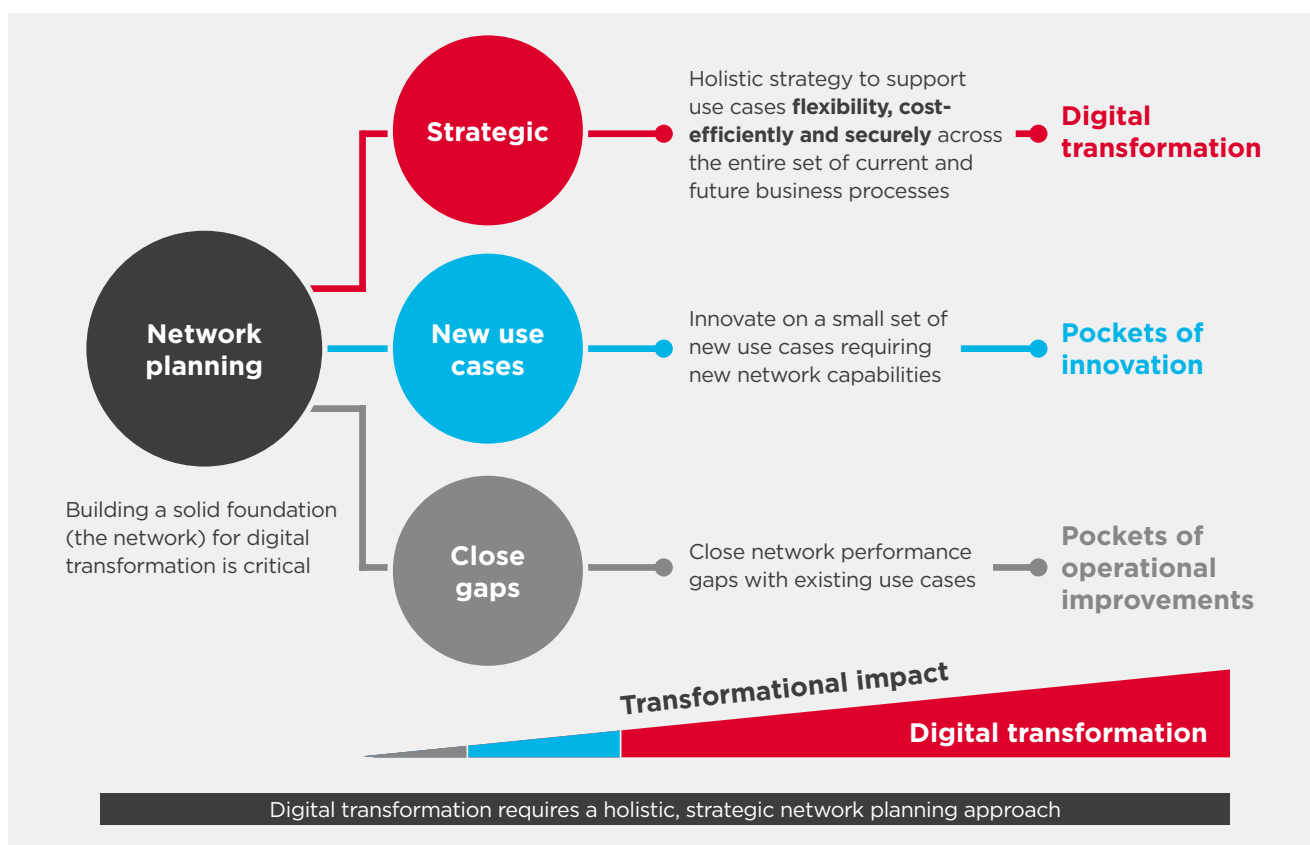 Strategic
Holistic strategy to support
use cases flexibility, cost-
efficiently and securely across
the entire set of current and
future business processes
Digital
transformation
Network
planning
Building a solid foundation
(the network) for digital
transformation is critical
New use
cases
Innovate on a small set of
new use cases requiring
new network capabilities
Pockets of
innovation
Close
gaps
Close network performance
gaps with existing use cases
Pockets of
operational
improvements
Transformational impact
Digital transformation
Digital transformation requires a holistic, strategic network planning approach